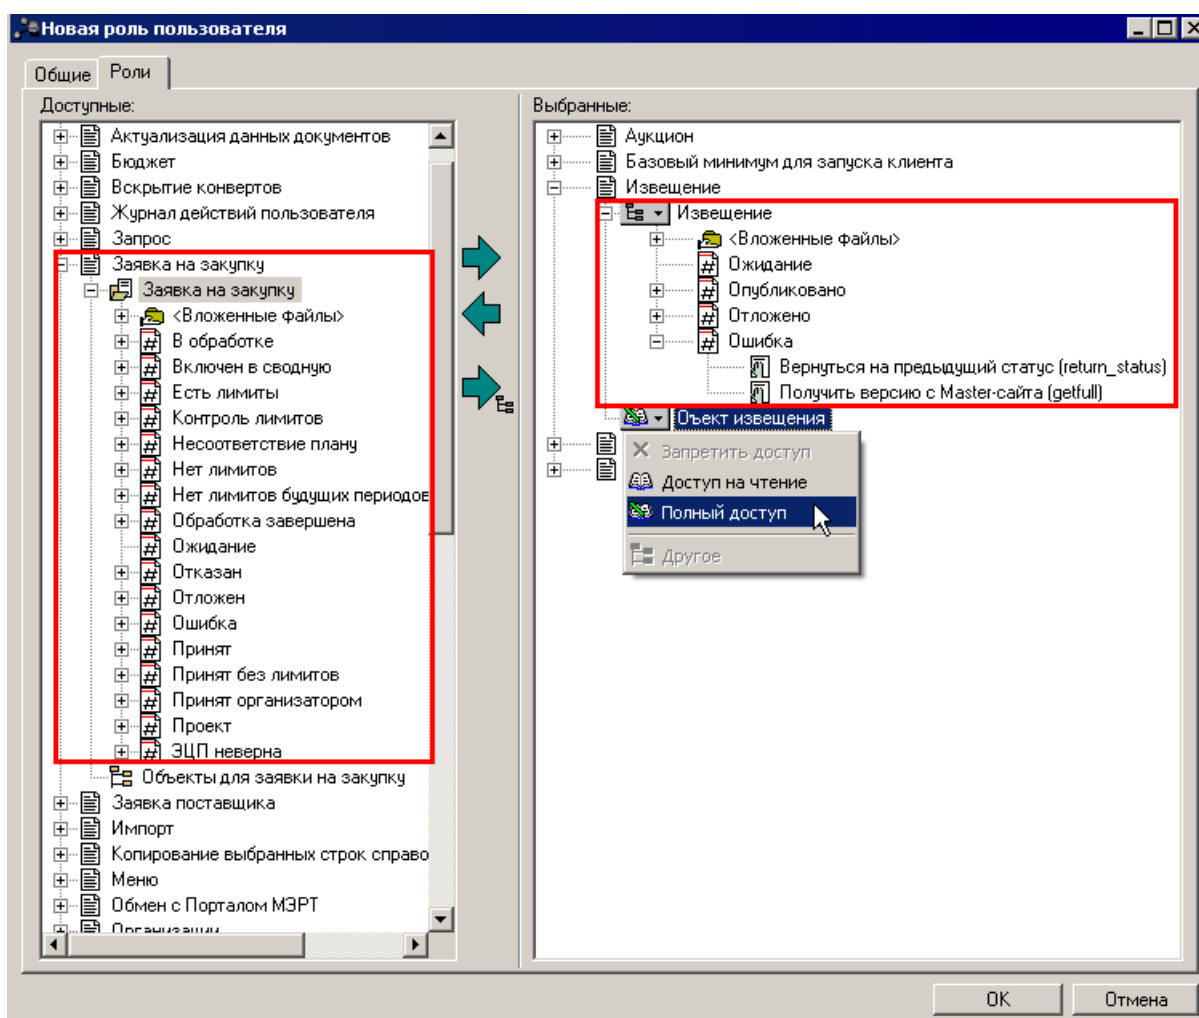 Новая роль пользователя
Общие
Роли
Доступные:
Актуализация данных документов
Бюджет
Вскрытие конвертов
Журнал действий пользователя
Запрос
Заявка на закупку
Заявка на закупку
<Вложенные файлы>
В обработке
Включен в сводную
Есть лимиты
Контроль лимитов
Несоответствие плану
Нет лимитов
Нет лимитов будущих периодов
Обработка завершена
Ожидание
Отказан
Отложен
Ошибка
Принят
Принят без лимитов
Принят организатором
Проект
ЭЦП неверна
Объекты для заявки на закупку
Заявка поставщика
Импорт
Копирование выбранных строк справо
Меню
Обмен с Порталом МЭРТ
Организации
Выбранные:
Аукцион
Базовый минимум для запуска клиента
Извещение
Извещение
<Вложенные файлы>
Ожидание
Опубликовано
Отложено
Ошибка
Вернуться на предыдущий статус (return_status)
Получить версию с Master-сайта (getfull)
Оъект извещения
Запретить доступ
Доступ на чтение
Полный доступ
Другое
OK
Отмена